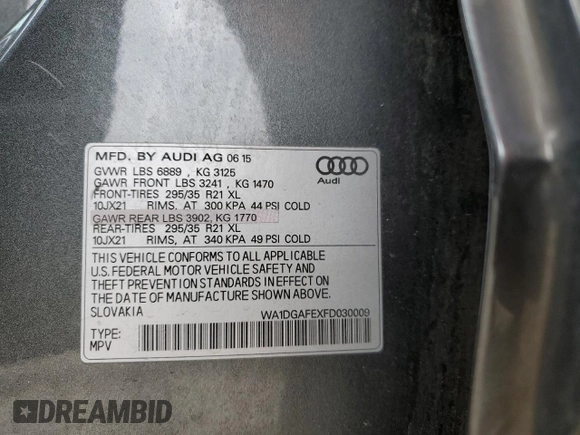 MFD. BY AUDI AG 06 15
GVWR LBS 6889 , KG 3125
GAWR FRONT LBS 3241 , KG 1470
FRONT-TIRES 295/35 R21 XL
10JX21 RIMS, AT 300 KPA 44 PSI COLD
GAWR REAR LBS 3902, KG 1770
REAR-TIRES 295/35 R21 XL
10JX21 RIMS, AT 340 KPA 49 PSI COLD
Audi
THIS VEHICLE CONFORMS TO ALL APPLICABLE
U.S. FEDERAL MOTOR VEHICLE SAFETY AND
THEFT PREVENTION STANDARDS IN EFFECT ON
THE DATE OF MANUFACTURE SHOWN ABOVE.
SLOVAKIA WA1DGAFEXFD030009
TYPE:
MPV
DREAMBID